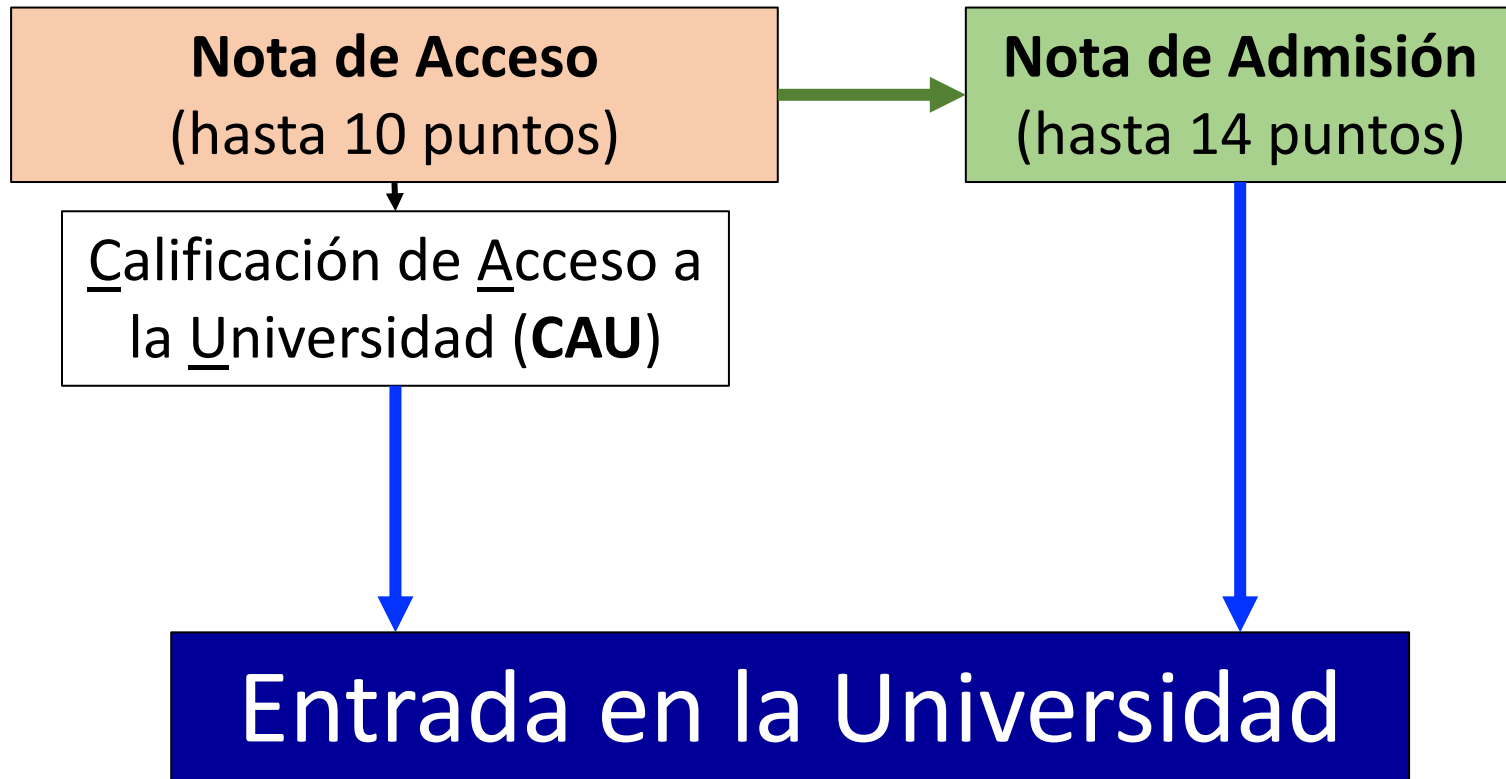 Nota de Acceso
(hasta 10 puntos)
Nota de Admisión
(hasta 14 puntos)
Calificación de Acceso a
la Universidad (CAU)
Entrada en la Universidad